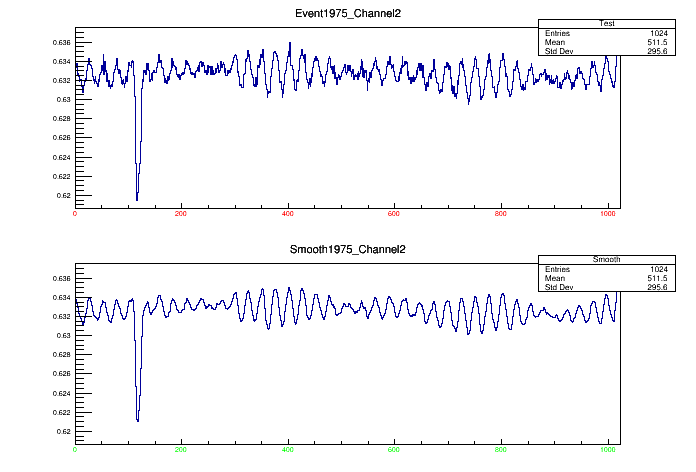 Event1975_Channel2
Test
Entries 1024
Mean 511.5
Std Dev 295.6
0.636
0.634
0.632
0.63
0.628
0.626
0.624
0.622
0.62
0 200 400 600 800 1000
Smooth1975_Channel2
Smooth
Entries 1024
Mean 511.5
Std Dev 295.6
0.636
0.634
0.632
0.63
0.628
0.626
0.624
0.622
0.62
0 200 400 600 800 1000